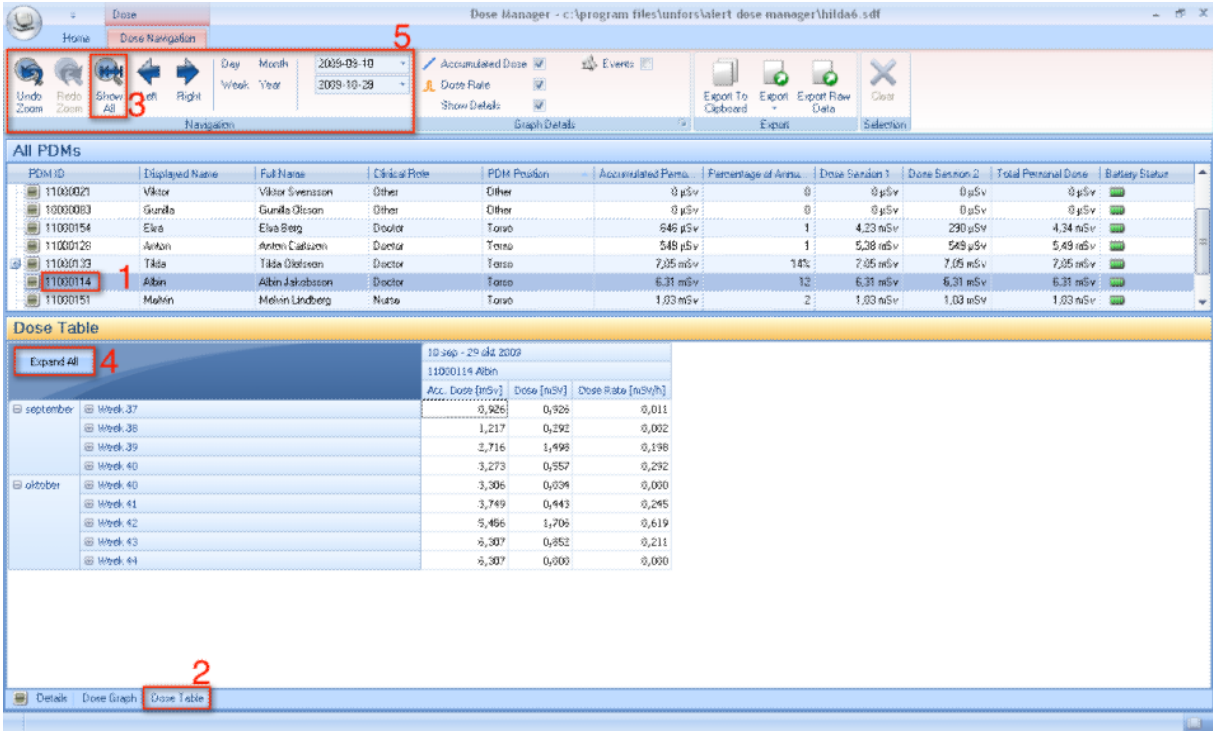 Dose
Dose Manager - c:\program files\unfors\alert dose manager\hilda6.sdf
Home Dose Navigation
5
Undo Zoom
Redo Zoom
Show All
3
Left
Right
Day Month 2009-09-10
Week Year 2009-10-29
Navigation
Accumulated Dose
Events
Dose Rate
Show Details
Graph Details
Export To Clipboard
Export
Export Raw Data
Export
Clear
Selection
All PDMs
PDM ID Displayed Name Full Name Clinical Role PDM Position Accumulated Perso... Percentage of Annu... Dose Session 1 Dose Session 2 Total Personal Dose Battery Status
11000021 Viktor Viktor Svensson Other Other 0 µSv 0 0 µSv 0 µSv 0 µSv
10000083 Gunilla Gunilla Olsson Other Other 0 µSv 0 0 µSv 0 µSv 0 µSv
11000154 Elsa Elsa Berg Doctor Torso 646 µSv 1 4,23 mSv 290 µSv 4,34 mSv
11000128 Anton Anton Doctor Torso 549 µSv 1 5,38 mSv 549 µSv 5,49 mSv
Tilda Tilda Doctor Torso 7,05 mSv 14% 7,05 mSv 7,05 mSv 7,05 mSv
11000114 1 Albin Albin Jakobsson Doctor Torso 6,31 mSv 12 6,31 mSv 6,31 mSv 6,31 mSv
11000151 Melvin Melvin Lindberg Nurse Torso 1,03 mSv 2 1,03 mSv 1,03 mSv 1,03 mSv
Dose Table
Expand All 4
10 sep - 29 okt 2009
11000114 Albin
Acc. Dose [mSv] Dose [mSv] Dose Rate [mSv/h]
september Week 37 0,926 0,926 0,011
Week 38 1,217 0,292 0,002
Week 39 2,716 1,498 0,198
Week 40 3,273 0,557 0,292
oktober Week 40 3,306 0,034 0,000
Week 41 3,749 0,443 0,245
Week 42 5,456 1,706 0,619
Week 43 6,307 0,852 0,211
Week 44 6,307 0,000 0,000
2
Details Dose Graph Dose Table